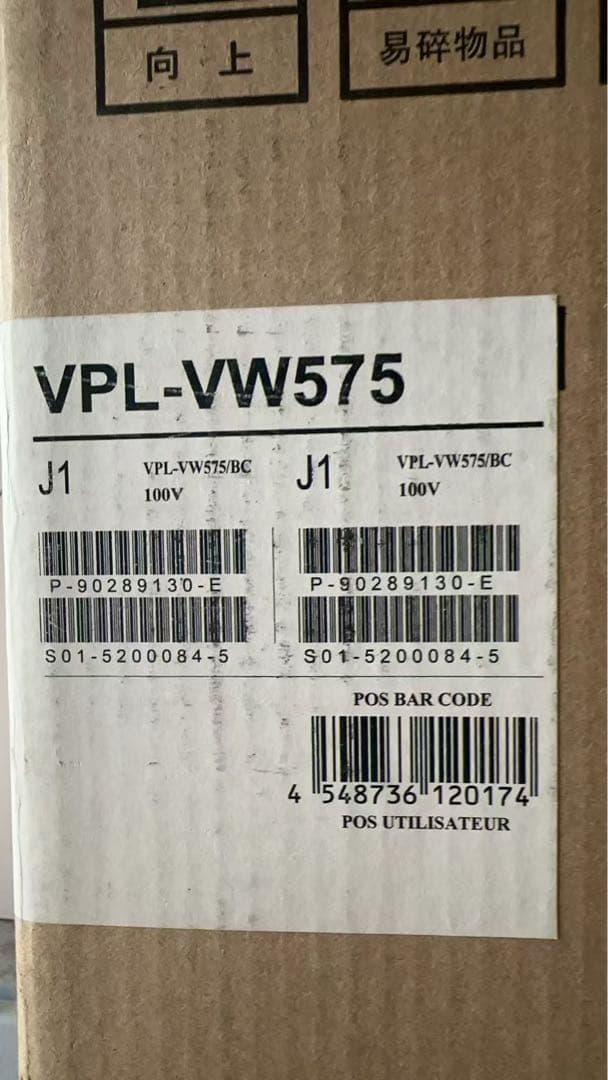 向 上
易碎物品
VPL-VW575
J1 VPL-VW575/BC
100V
J1 VPL-VW575/BC
100V
P-90289130-E
P-90289130-E
S01-5200084-5
S01-5200084-5
POS BAR CODE
4 548736 120174
POS UTILISATEUR